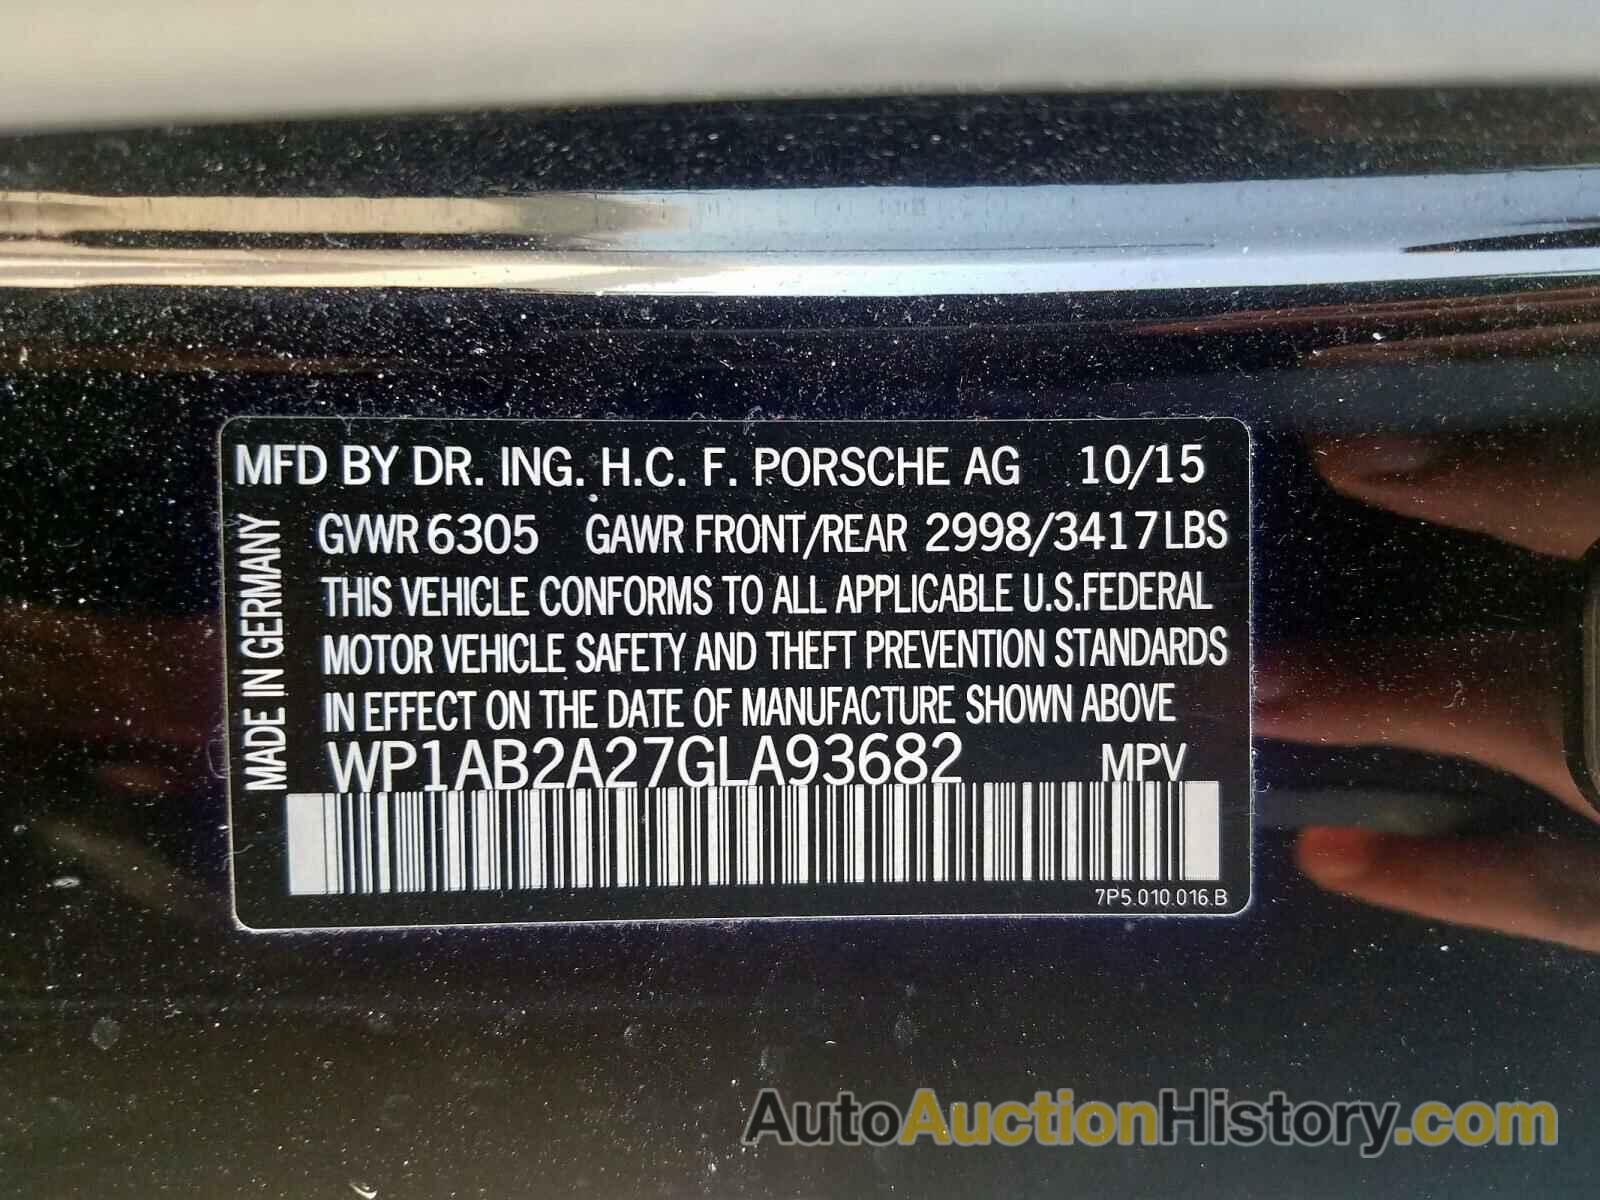 MFD BY DR. ING. H.C. F. PORSCHE AG 10/15
GVWR 6305 GAWR FRONT/REAR 2998/3417LBS
THIS VEHICLE CONFORMS TO ALL APPLICABLE U.S.FEDERAL
MOTOR VEHICLE SAFETY AND THEFT PREVENTION STANDARDS
IN EFFECT ON THE DATE OF MANUFACTURE SHOWN ABOVE
WP1AB2A27GLA93682 MPV
MADE IN GERMANY
7P5.010.016.B
AutoAuctionHistory.com